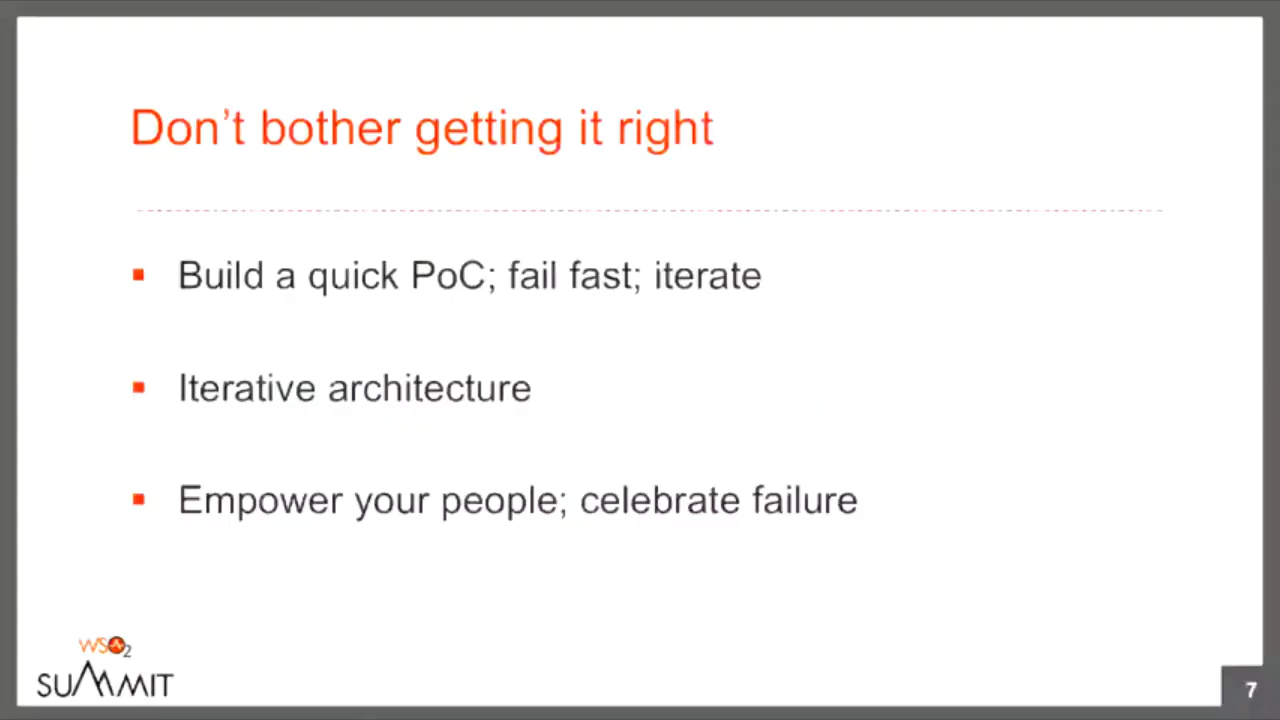 Don't bother getting it right
Build a quick PoC; fail fast; iterate
Iterative architecture
Empower your people; celebrate failure
WSO2
SUMMIT
7